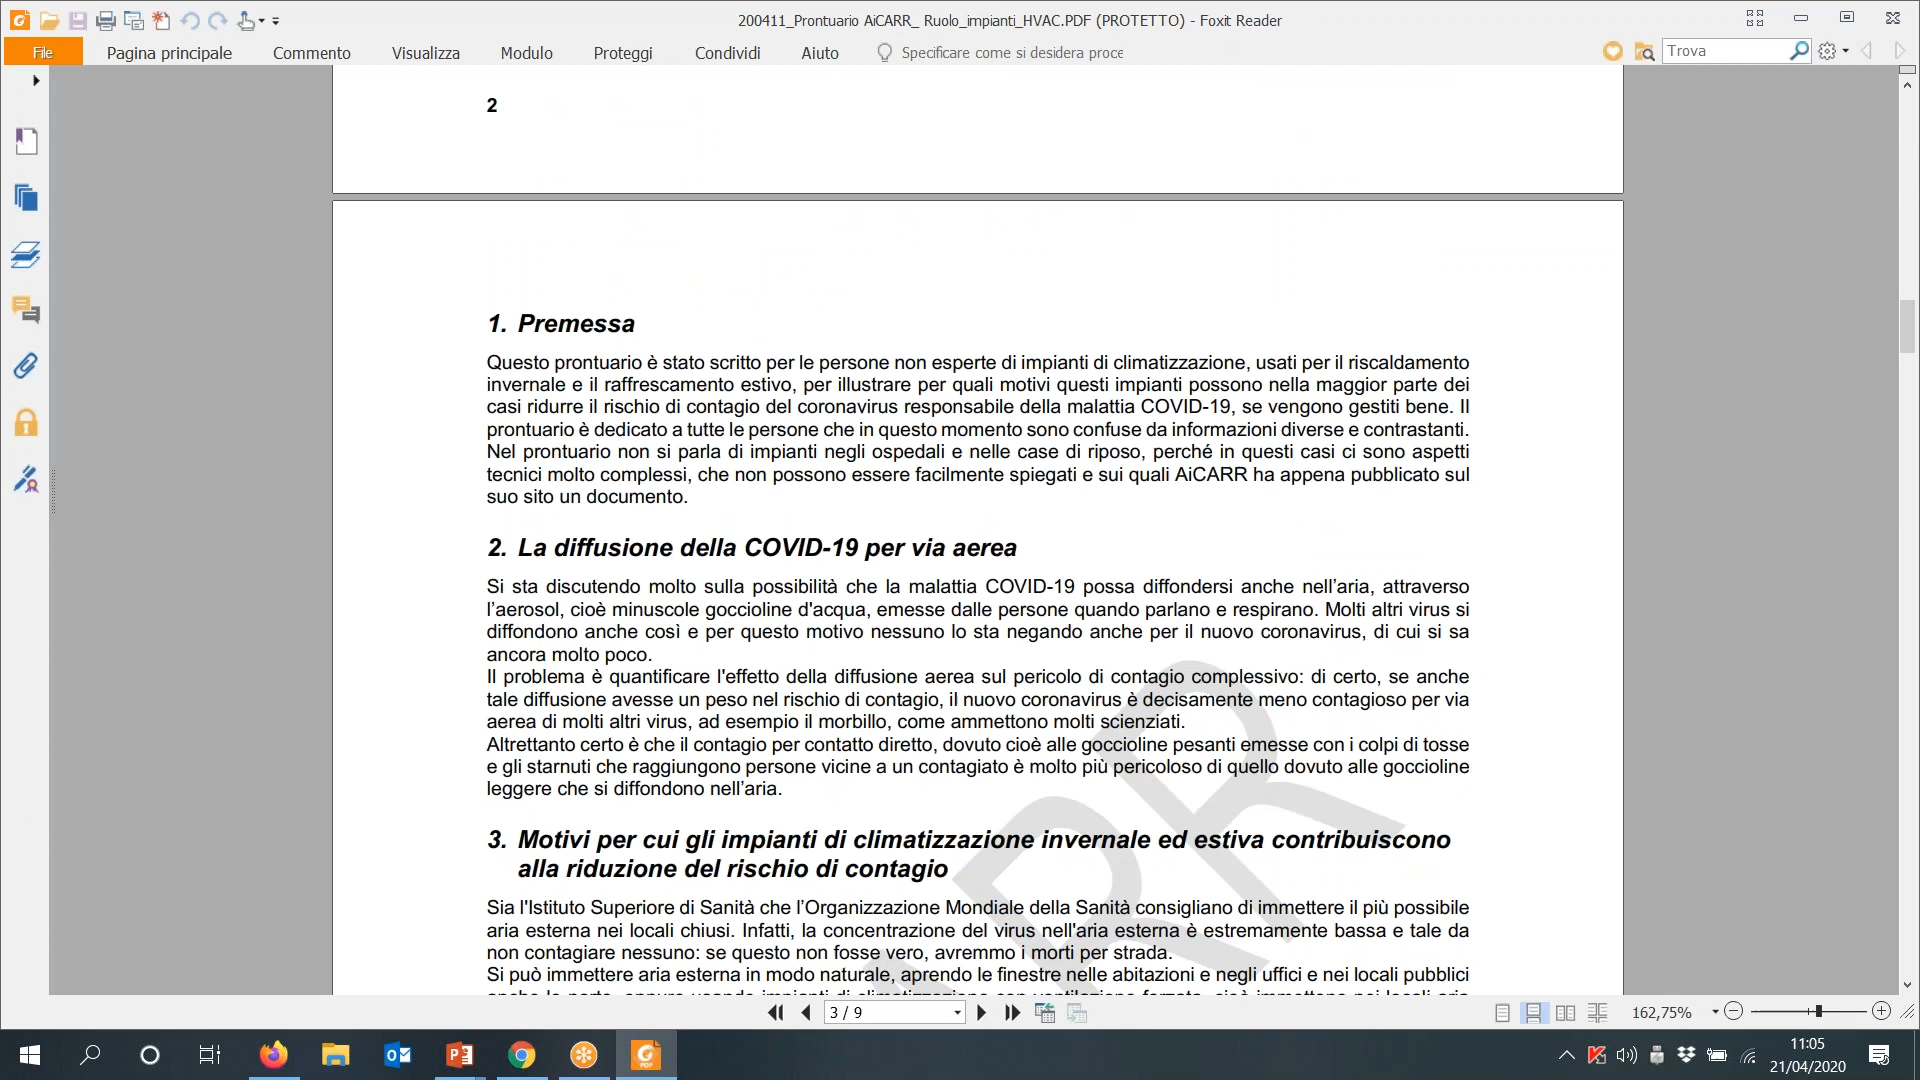 200411_Prontuario AiCARR_ Ruolo_impianti_HVAC.PDF (PROTETTO) - Foxit Reader
File Pagina principale Commento Visualizza Modulo Proteggi Condividi Aiuto Specificare come si desidera proce Trova
2
1. Premessa
Questo prontuario è stato scritto per le persone non esperte di impianti di climatizzazione, usati per il riscaldamento
invernale e il raffrescamento estivo, per illustrare per quali motivi questi impianti possono nella maggior parte dei
casi ridurre il rischio di contagio del coronavirus responsabile della malattia COVID-19, se vengono gestiti bene. Il
prontuario è dedicato a tutte le persone che in questo momento sono confuse da informazioni diverse e contrastanti.
Nel prontuario non si parla di impianti negli ospedali e nelle case di riposo, perché in questi casi ci sono aspetti
tecnici molto complessi, che non possono essere facilmente spiegati e sui quali AiCARR ha appena pubblicato sul
suo sito un documento.
2. La diffusione della COVID-19 per via aerea
Si sta discutendo molto sulla possibilità che la malattia COVID-19 possa diffondersi anche nell’aria, attraverso
l’aerosol, cioè minuscole goccioline d'acqua, emesse dalle persone quando parlano e respirano. Molti altri virus si
diffondono anche così e per questo motivo nessuno lo sta negando anche per il nuovo coronavirus, di cui si sa
ancora molto poco.
Il problema è quantificare l'effetto della diffusione aerea sul pericolo di contagio complessivo: di certo, se anche
tale diffusione avesse un peso nel rischio di contagio, il nuovo coronavirus è decisamente meno contagioso per via
aerea di molti altri virus, ad esempio il morbillo, come ammettono molti scienziati.
Altrettanto certo è che il contagio per contatto diretto, dovuto cioè alle goccioline pesanti emesse con i colpi di tosse
e gli starnuti che raggiungono persone vicine a un contagiato è molto più pericoloso di quello dovuto alle goccioline
leggere che si diffondono nell’aria.
3. Motivi per cui gli impianti di climatizzazione invernale ed estiva contribuiscono
alla riduzione del rischio di contagio
Sia l'Istituto Superiore di Sanità che l’Organizzazione Mondiale della Sanità consigliano di immettere il più possibile
aria esterna nei locali chiusi. Infatti, la concentrazione del virus nell'aria esterna è estremamente bassa e tale da
non contagiare nessuno: se questo non fosse vero, avremmo i morti per strada.
Si può immettere aria esterna in modo naturale, aprendo le finestre nelle abitazioni e negli uffici e nei locali pubblici
3 / 9
162,75%
11:05
21/04/2020